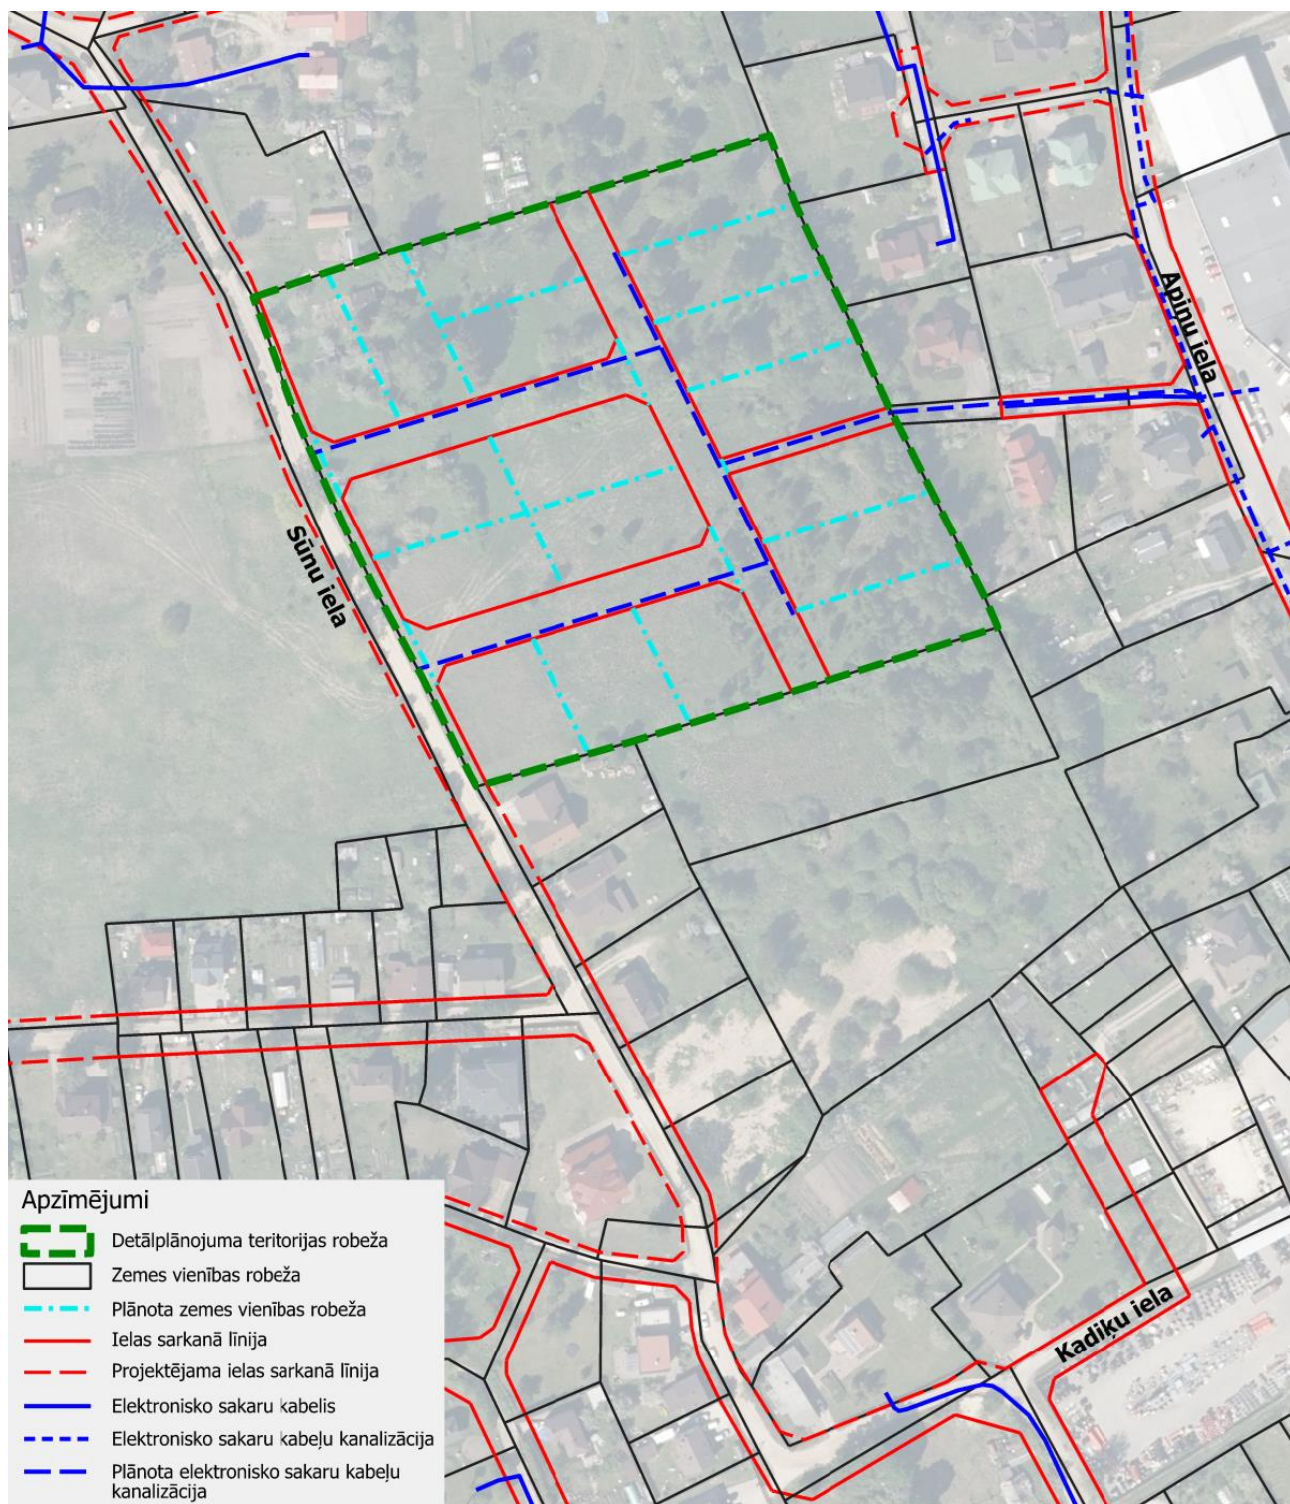 Apiņu iela
Sūnu iela
Kadiķu iela
Apzīmējumi
Detālplānojuma teritorijas robeža
Zemes vienības robeža
Plānota zemes vienības robeža
Ielas sarkanā līnija
Projektējama ielas sarkanā līnija
Elektronisko sakaru kabelis
Elektronisko sakaru kabeļu kanalizācija
Plānota elektronisko sakaru kabeļu
kanalizācija